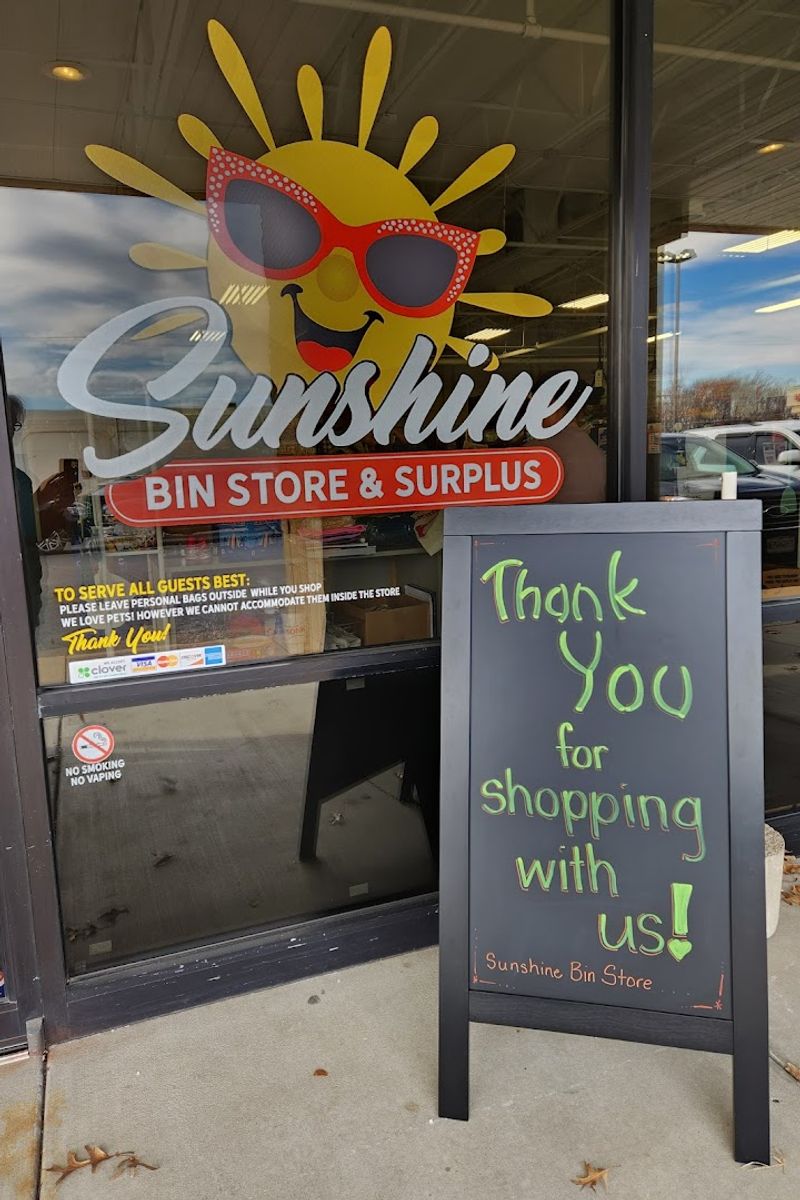 Sunshine
BIN STORE & SURPLUS
TO SERVE ALL GUESTS BEST:
PLEASE LEAVE PERSONAL BAGS OUTSIDE WHILE YOU SHOP
WE LOVE PETS! HOWEVER WE CANNOT ACCOMMODATE THEM INSIDE THE STORE
Thank You!
clover VISA
NO SMOKING
NO VAPING
Thank
You
for
shopping
with
us!
Sunshine Bin Store